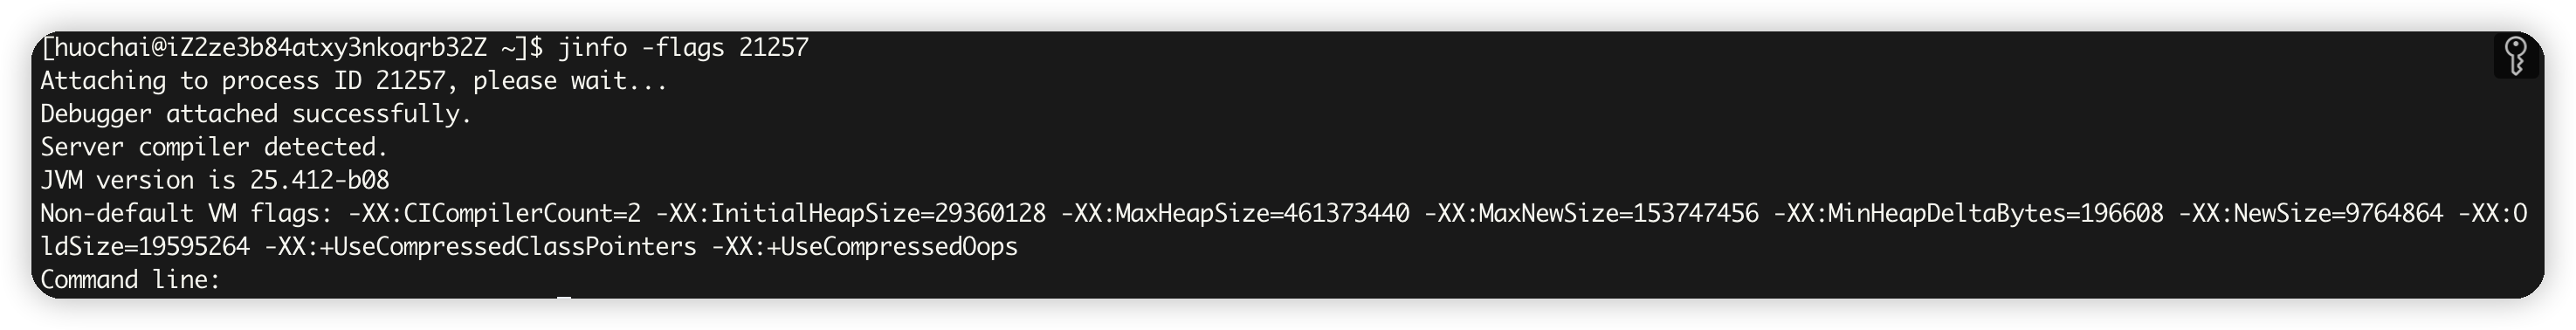 [huochai@iZ2ze3b84atxy3nkoqrb32Z ~]$ jinfo -flags 21257
Attaching to process ID 21257, please wait...
Debugger attached successfully.
Server compiler detected.
JVM version is 25.412-b08
Non-default VM flags: -XX:CICompilerCount=2 -XX:InitialHeapSize=29360128 -XX:MaxHeapSize=461373440 -XX:MaxNewSize=153747456 -XX:MinHeapDeltaBytes=196608 -XX:NewSize=9764864 -XX:O
ldSize=19595264 -XX:+UseCompressedClassPointers -XX:+UseCompressedOops
Command line: